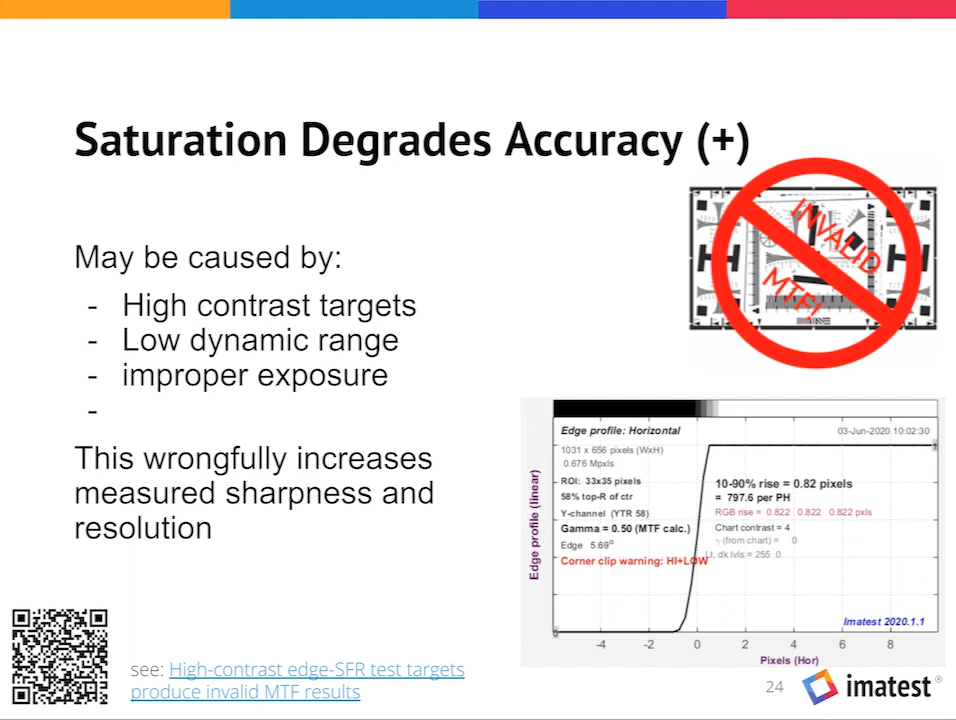 Saturation Degrades Accuracy (+)
INVALID
MTF!
H
H
May be caused by:
- High contrast targets
- Low dynamic range
- improper exposure
-
This wrongfully increases
measured sharpness and
resolution
Edge profile: Horizontal
03-Jun-2020 10:02:30
1031 x 656 pixels (WxH)
0.676 Mpxls
ROI: 33x35 pixels
58% top-R of ctr
Y-channel (YTR 58)
Gamma = 0.50 (MTF calc.)
Edge 5.69°
Corner clip warning: HI+LOW
10-90% rise = 0.82 pixels
= 797.6 per PH
RGB rise = 0.822 0.822 0.822 pxls
Chart contrast = 4
γ (from chart) = 0
Lt, dk lvls = 255 0
Edge profile (linear)
1
0
Imatest 2020.1.1
-4 -2 0 2 4 6 8
Pixels (Hor)
see: High-contrast edge-SFR test targets
produce invalid MTF results
24
imatest®